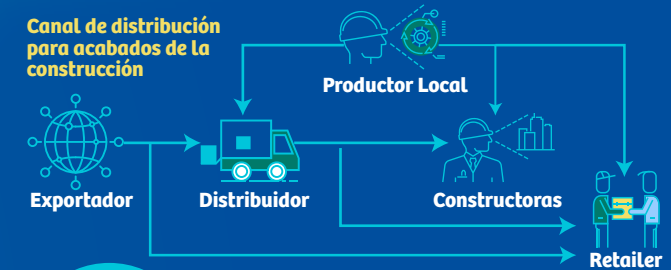 Canal de distribución
para acabados de la
construcción
Productor Local
Exportador
Distribuidor
Constructoras
Retailer